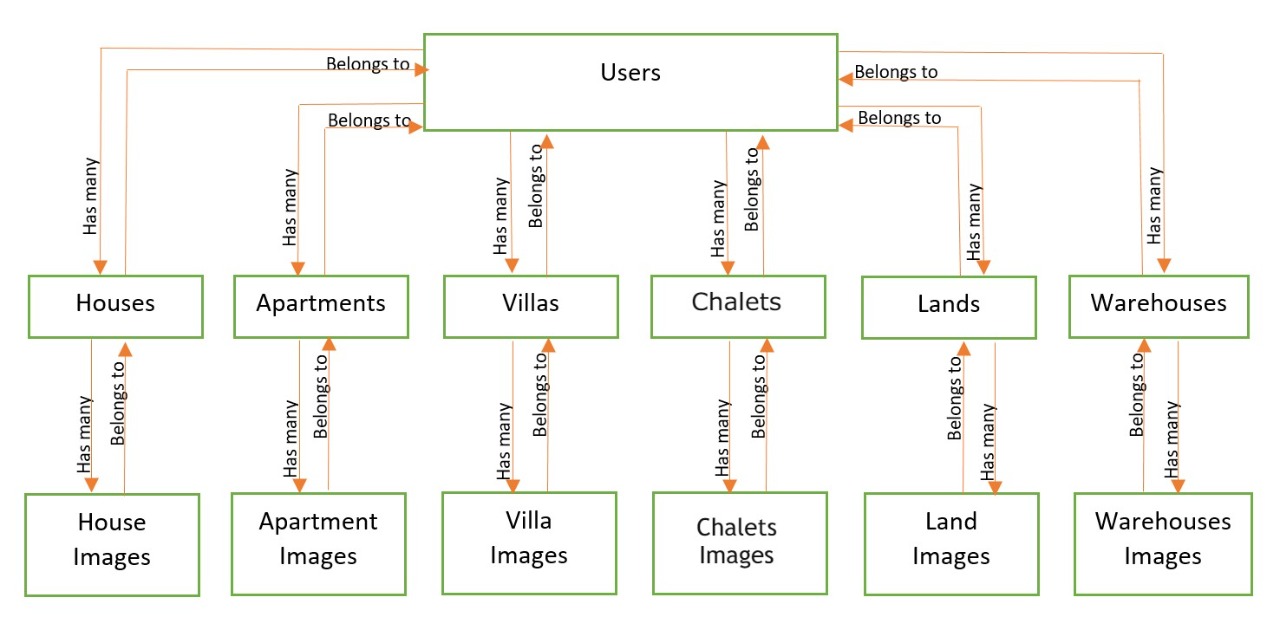 Users
Belongs to
Belongs to
Belongs to
Belongs to
Has many
Has many
Has many
Belongs to
Has many
Belongs to
Has many
Has many
Houses
Apartments
Villas
Chalets
Lands
Warehouses
Has many
Belongs to
Has many
Belongs to
Has many
Belongs to
Has many
Belongs to
Belongs to
Has many
Belongs to
Has many
House
Images
Apartment
Images
Villa
Images
Chalets
Images
Land
Images
Warehouses
Images